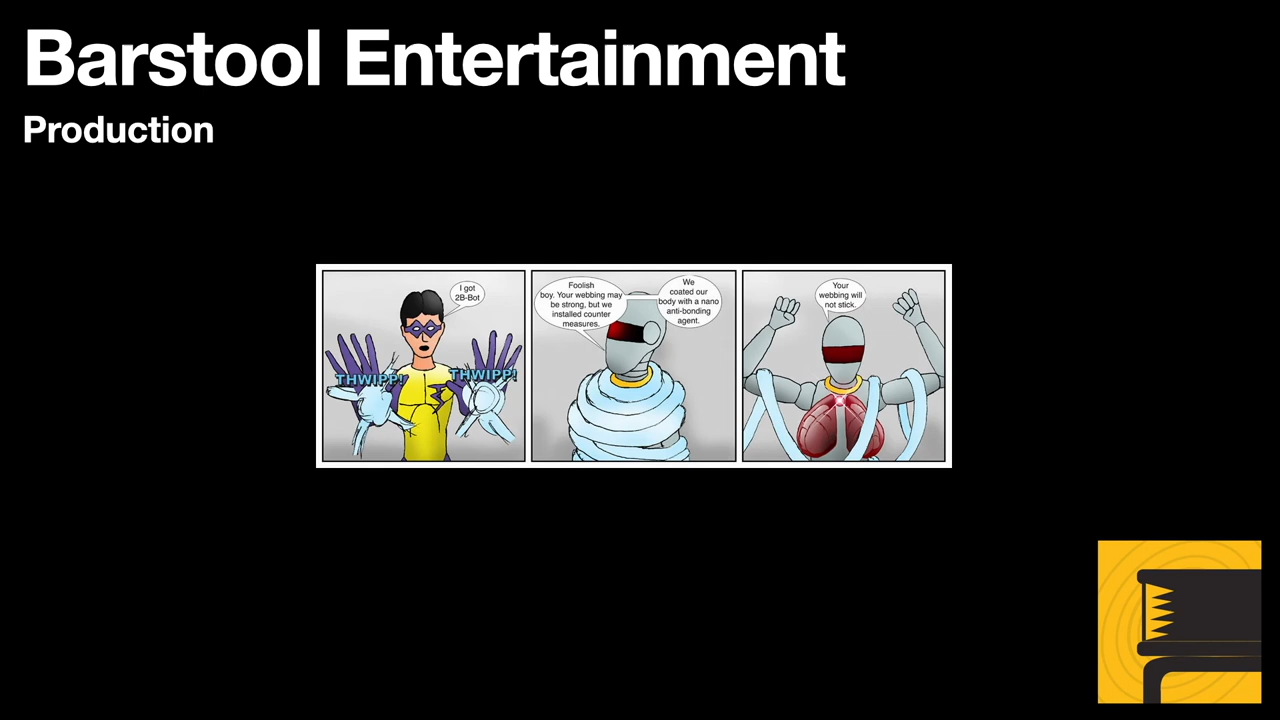 Barstool Entertainment
Production
I got
2B-Bot
THWIPP!
THWIPP!
Foolish
boy. Your webbing may
be strong, but we
installed counter
measures.
We
coated our
body with a nano
anti-bonding
agent.
Your
webbing will
not stick.